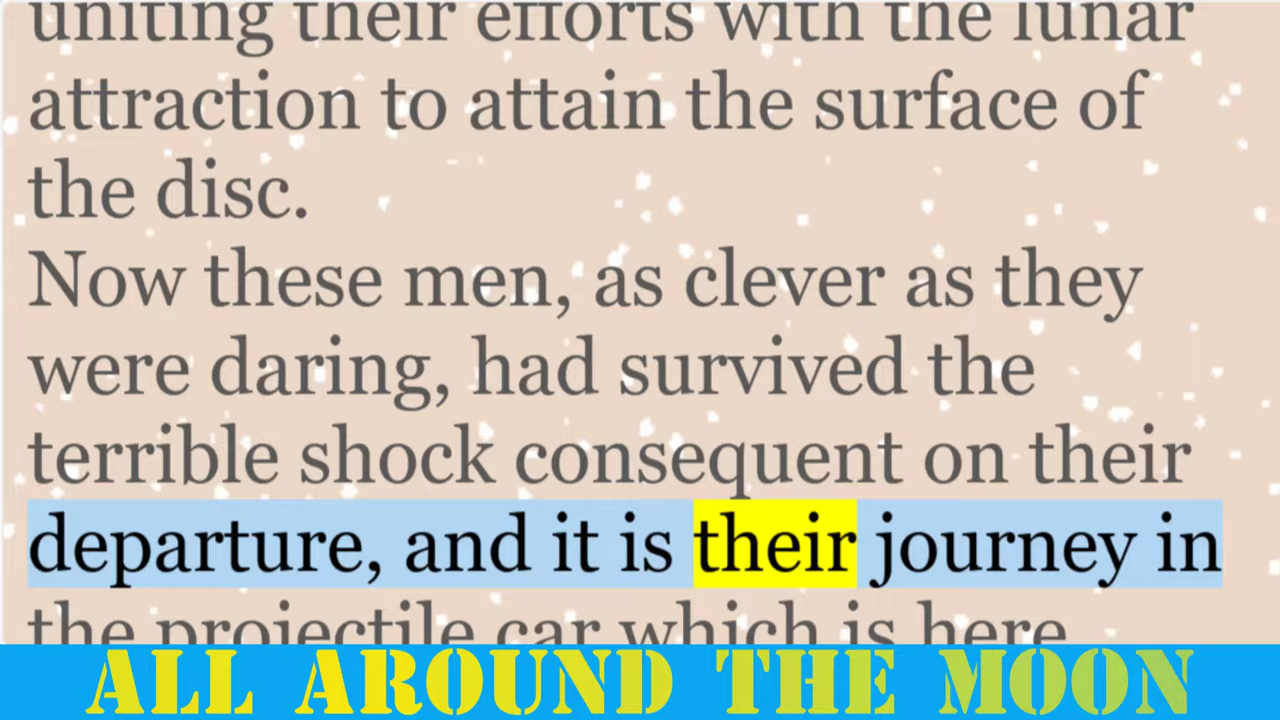 uniting their efforts with the lunar
attraction to attain the surface of
the disc.
Now these men, as clever as they
were daring, had survived the
terrible shock consequent on their
departure, and it is their journey in
the projectile car which is here
ALL AROUND THE MOON